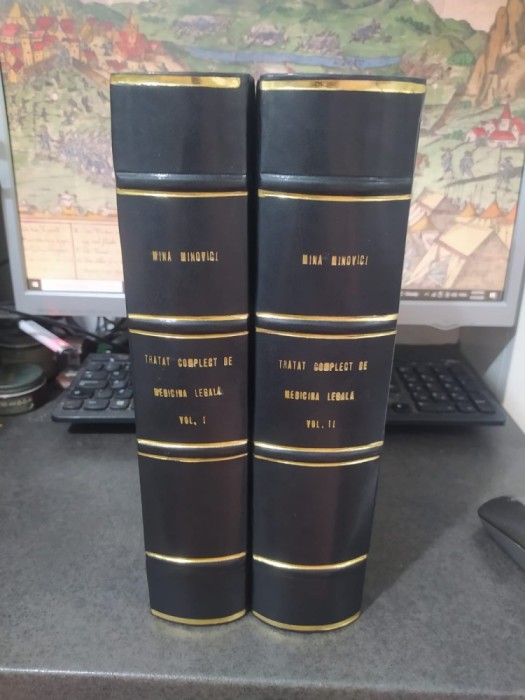 MINA MINOVICI
TRATAT COMPLECT DE
MEDICINA LEGALĂ
VOL. I
MINA MINOVICI
TRATAT COMPLECT DE
MEDICINA LEGALĂ
VOL. II